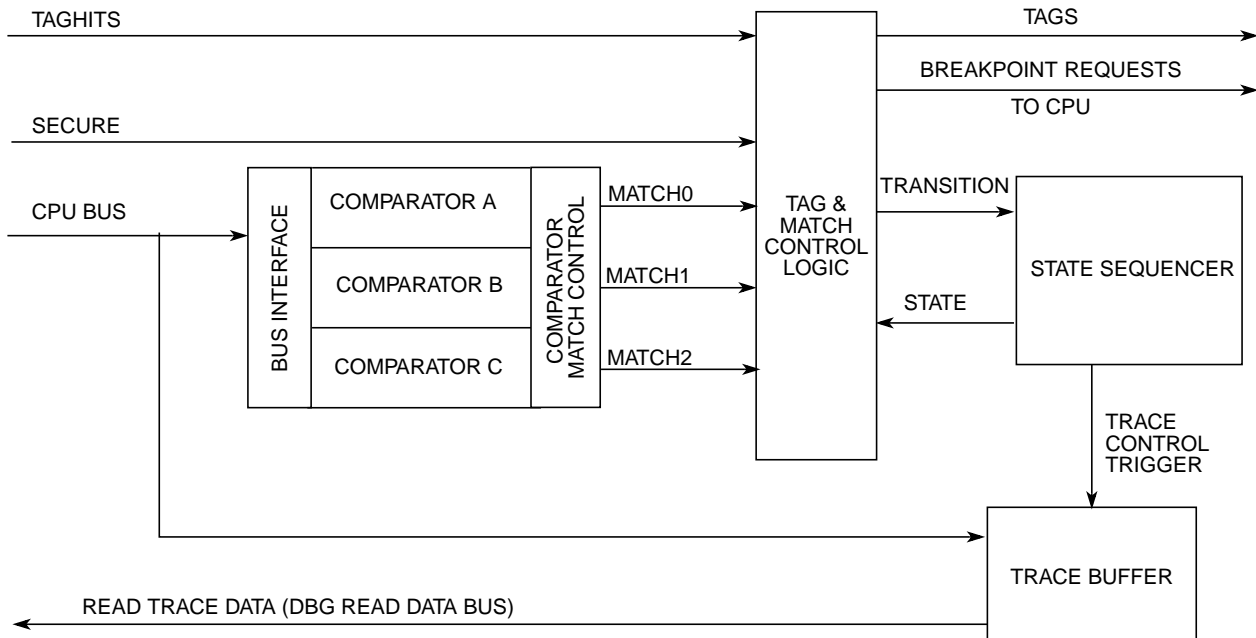 TAGHITS
TAGS
BREAKPOINT REQUESTS
TO CPU
SECURE
CPU BUS
BUS INTERFACE
COMPARATOR A
COMPARATOR B
COMPARATOR C
COMPARATOR
MATCH CONTROL
MATCH0
MATCH1
MATCH2
TAG &
MATCH
CONTROL
LOGIC
TRANSITION
STATE
STATE SEQUENCER
TRACE
CONTROL
TRIGGER
TRACE BUFFER
READ TRACE DATA (DBG READ DATA BUS)